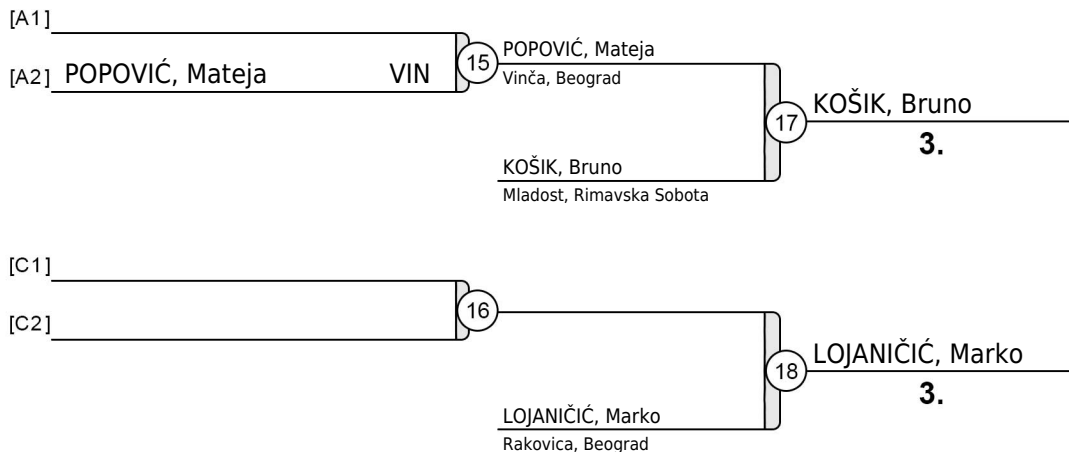 [A1]
[A2] POPOVIĆ, Mateja VIN
15
POPOVIĆ, Mateja
Vinča, Beograd
KOŠIK, Bruno
Mladost, Rimavska Sobota
17
KOŠIK, Bruno
3.
[C1]
[C2]
16
LOJANIČIĆ, Marko
Rakovica, Beograd
18
LOJANIČIĆ, Marko
3.